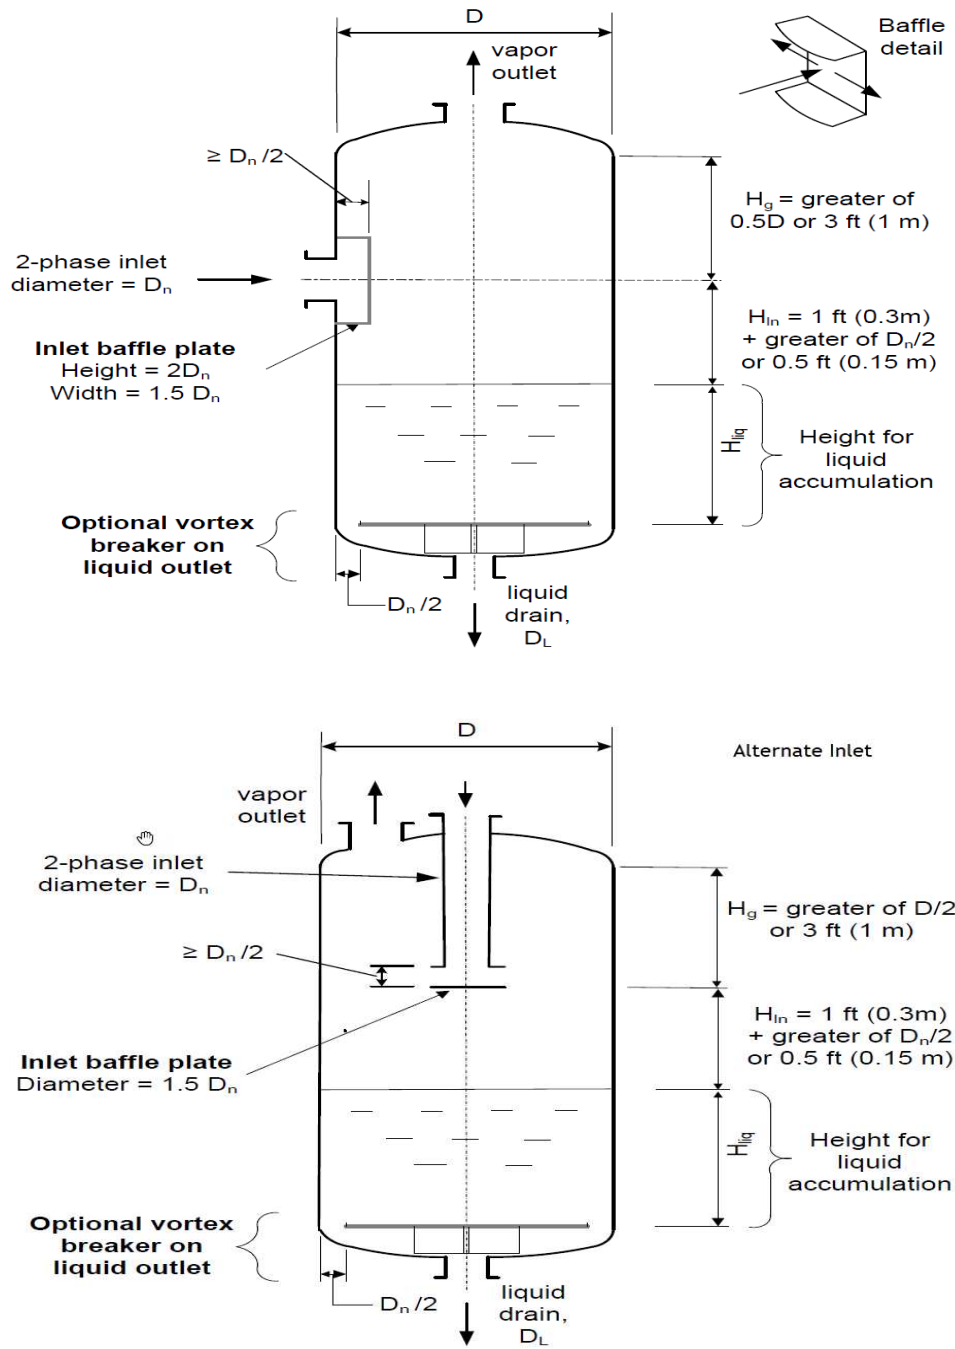 D
vapor
outlet
Baffle
detail
≥ Dn /2
Hg = greater of
0.5D or 3 ft (1 m)
2-phase inlet
diameter = Dn
Inlet baffle plate
Height = 2Dn
Width = 1.5 Dn
HIn = 1 ft (0.3m)
+ greater of Dn/2
or 0.5 ft (0.15 m)
Hliq
Height for
liquid
accumulation
Optional vortex
breaker on
liquid outlet
Dn /2
liquid
drain,
DL
D
Alternate Inlet
vapor
outlet
2-phase inlet
diameter = Dn
≥ Dn /2
Hg = greater of D/2
or 3 ft (1 m)
Inlet baffle plate
Diameter = 1.5 Dn
HIn = 1 ft (0.3m)
+ greater of Dn/2
or 0.5 ft (0.15 m)
Hliq
Height for
liquid
accumulation
Optional vortex
breaker on
liquid outlet
Dn /2
liquid
drain,
DL